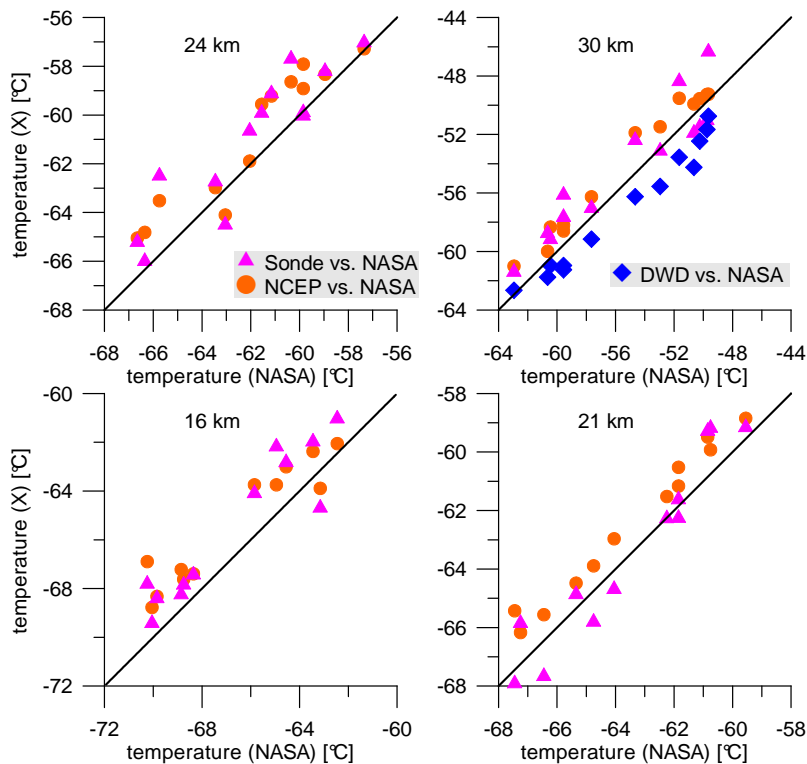 24 km
-56
-58
-60
-62
-64
-66
-68
temperature (X) [°C]
Sonde vs. NASA
NCEP vs. NASA
-68 -66 -64 -62 -60 -58 -56
temperature (NASA) [°C]
30 km
-44
-48
-52
-56
-60
-64
DWD vs. NASA
-64 -60 -56 -52 -48 -44
temperature (NASA) [°C]
16 km
-60
-64
-68
-72
temperature (X) [°C]
-72 -68 -64 -60
temperature (NASA) [°C]
21 km
-58
-60
-62
-64
-66
-68
-68 -66 -64 -62 -60 -58
temperature (NASA) [°C]